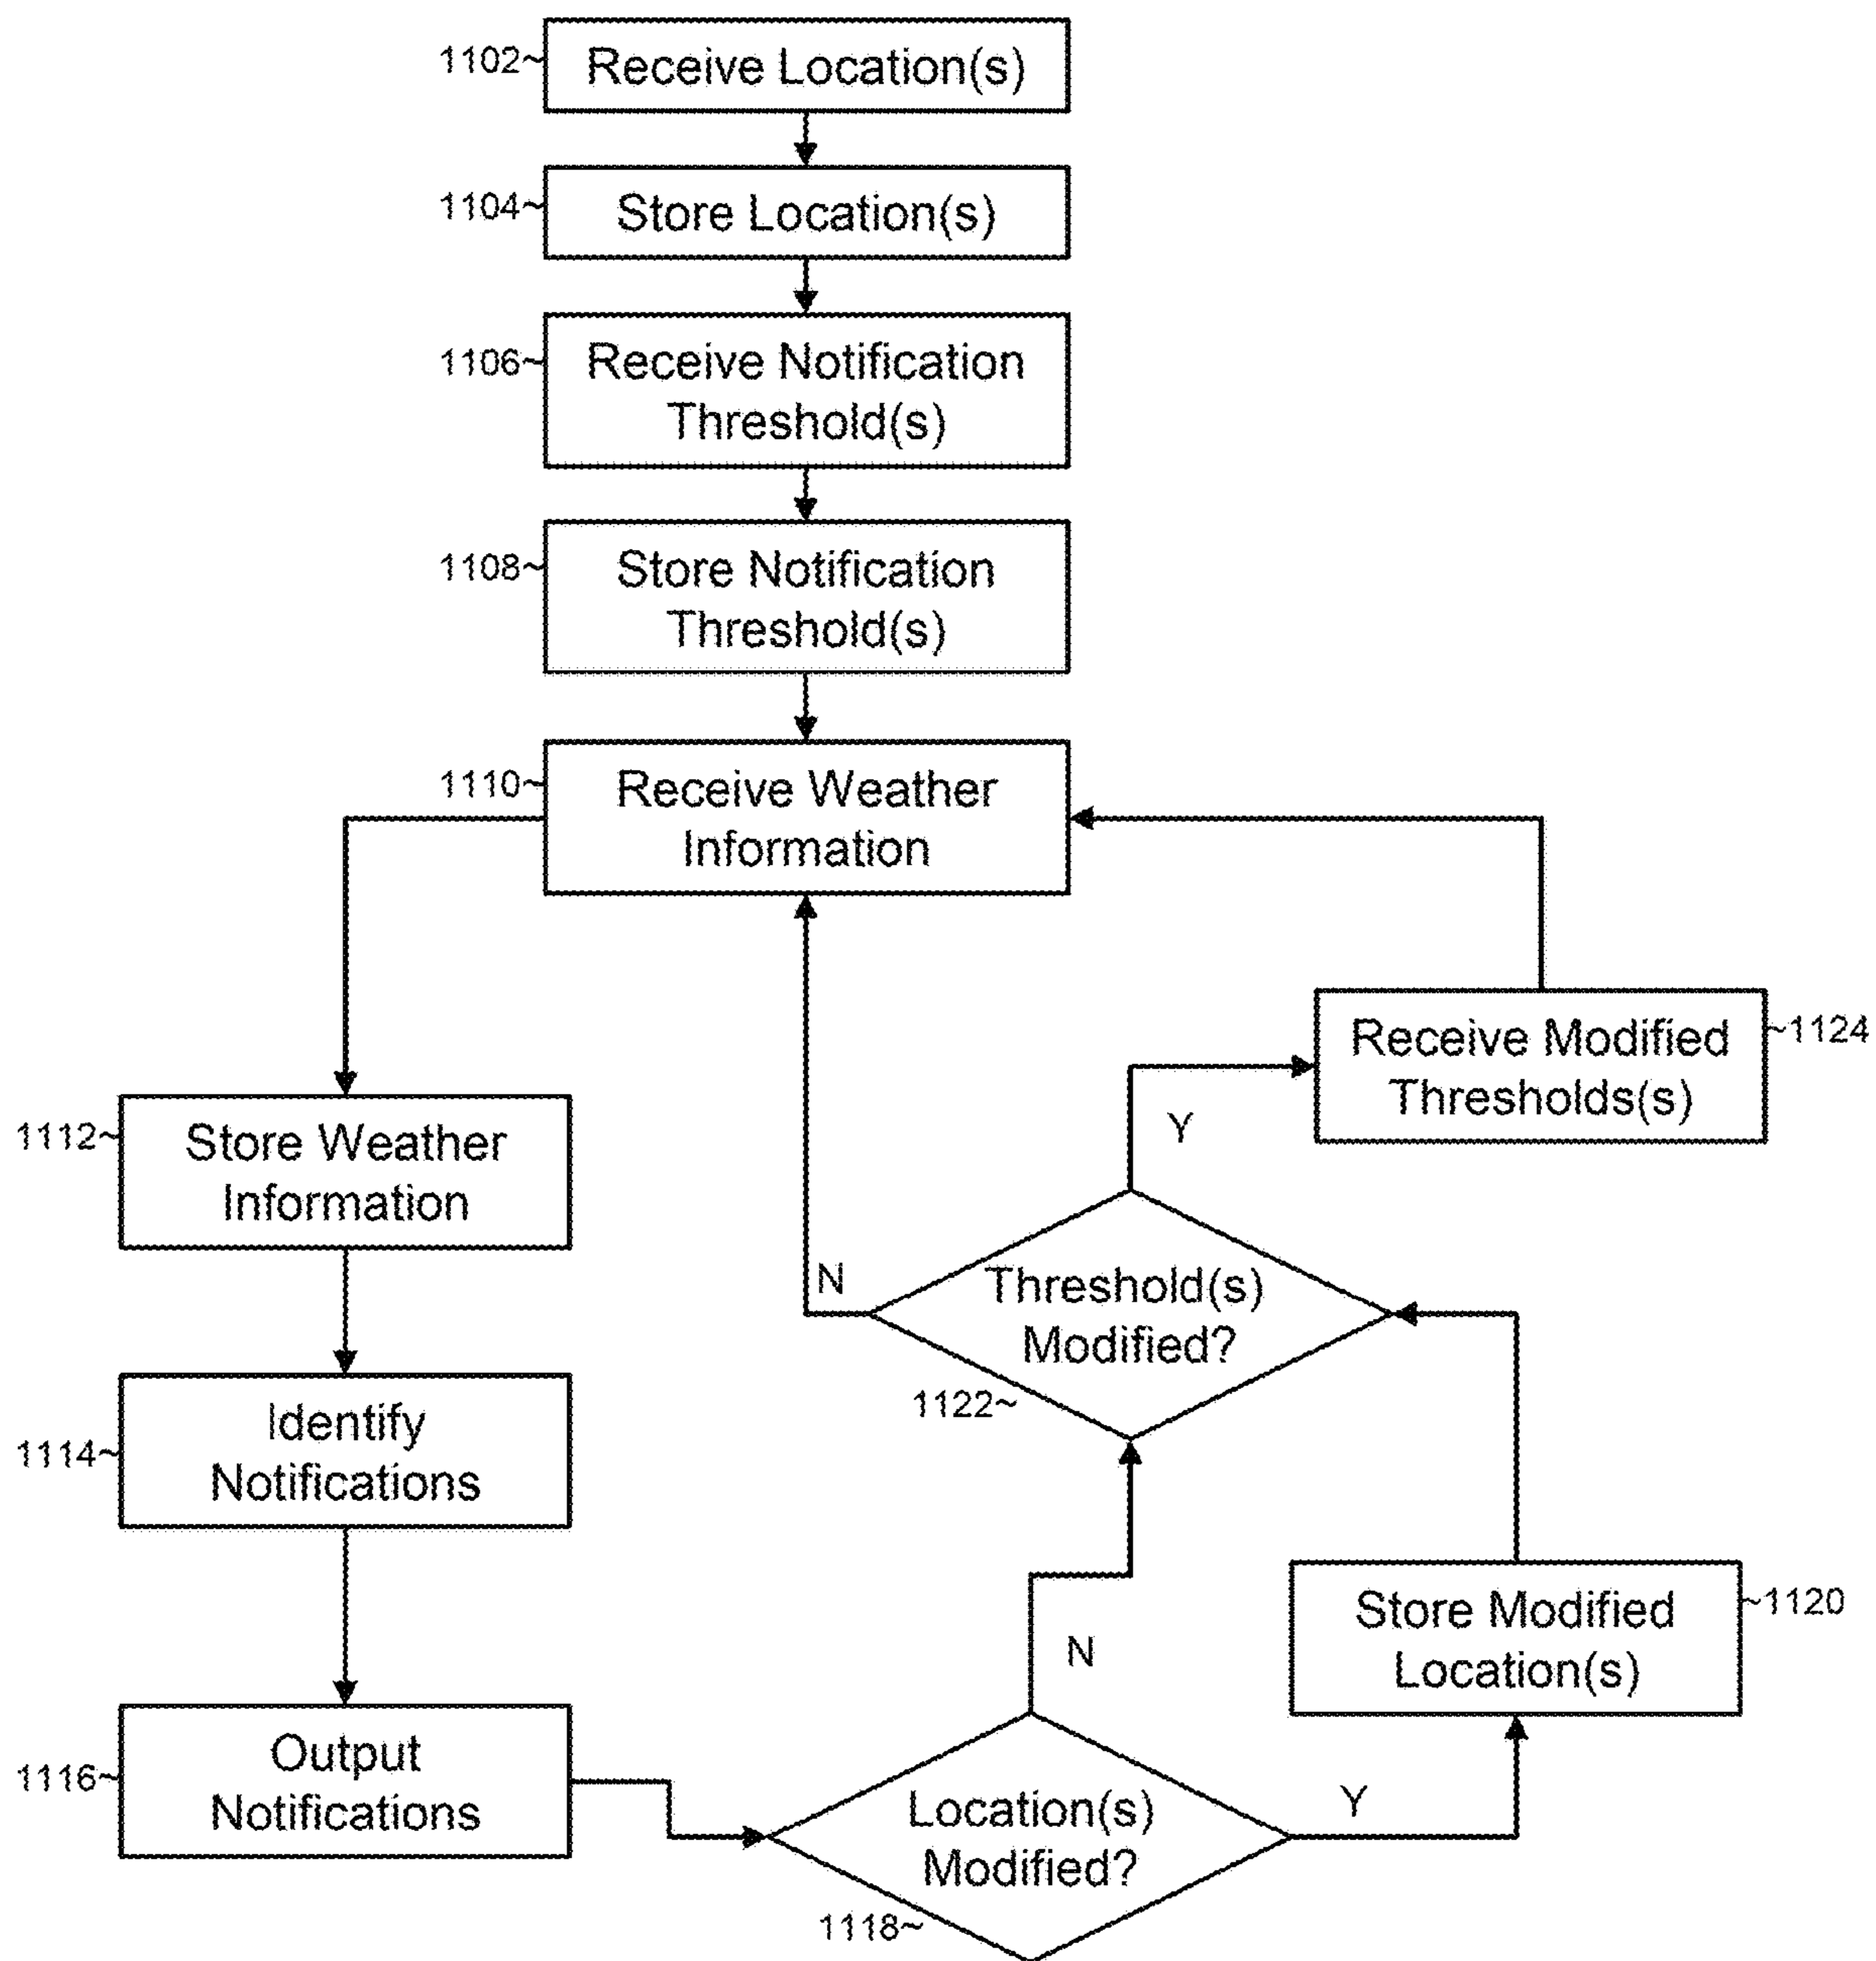 1102~
Receive Location(s)
1104~
Store Location(s)
1106~
Receive Notification
Threshold(s)
1108~
Store Notification
Threshold(s)
1110~
Receive Weather
Information
1112~
Store Weather
Information
1114~
Identify
Notifications
1116~
Output
Notifications
Location(s)
Modified?
1118~
Y
N
Store Modified
Location(s)
~1120
Threshold(s)
Modified?
1122~
N
Y
Receive Modified
Thresholds(s)
~1124